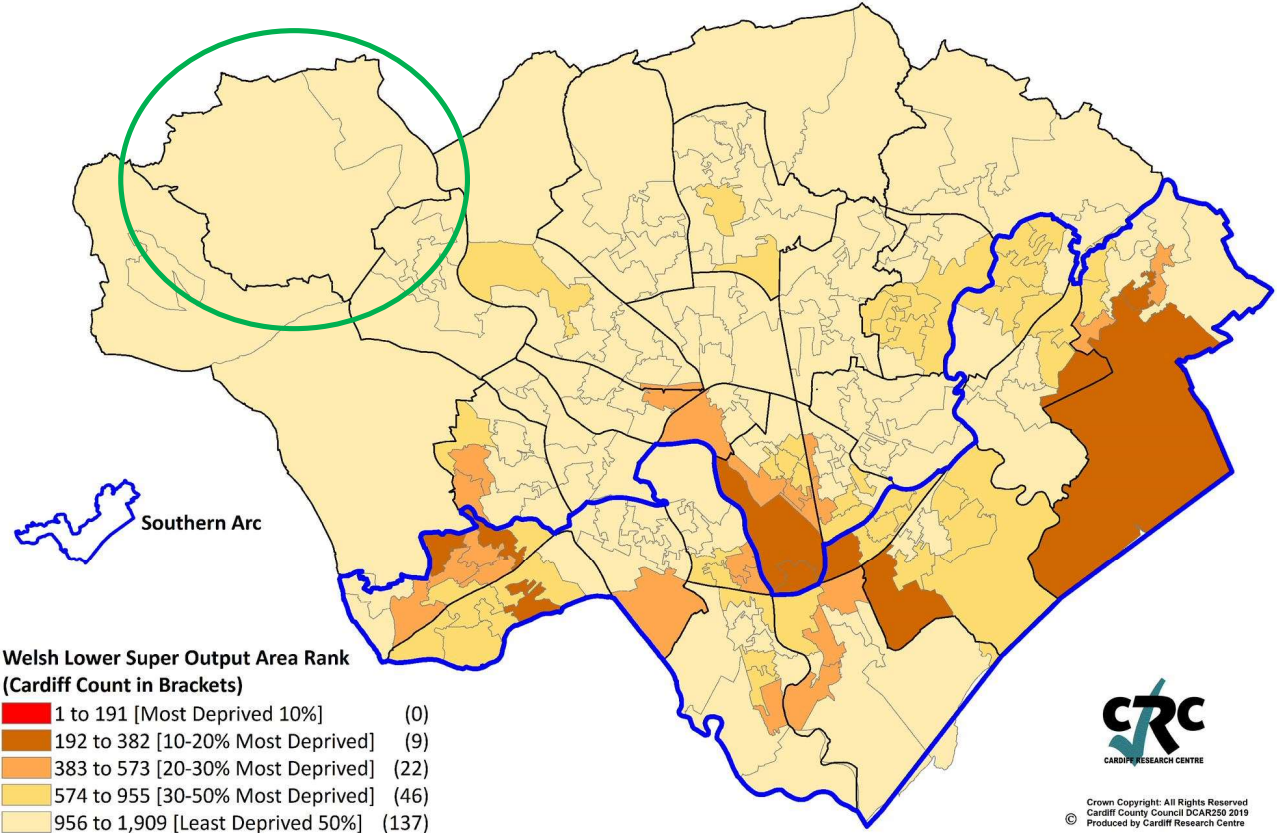 Southern Arc
Welsh Lower Super Output Area Rank
(Cardiff Count in Brackets)
1 to 191 [Most Deprived 10%] (0)
192 to 382 [10-20% Most Deprived] (9)
383 to 573 [20-30% Most Deprived] (22)
574 to 955 [30-50% Most Deprived] (46)
956 to 1,909 [Least Deprived 50%] (137)
CRC
CARDIFF RESEARCH CENTRE
Crown Copyright: All Rights Reserved
Cardiff County Council DCAR250 2019
© Produced by Cardiff Research Centre